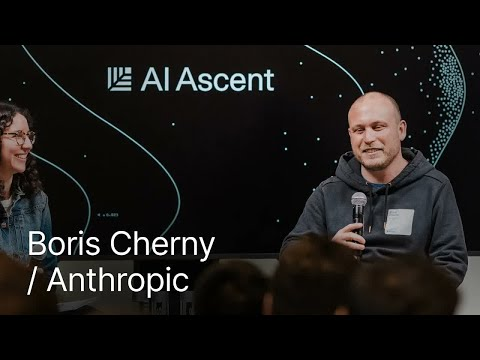 AI Ascent
Boris Cherny
/ Anthropic